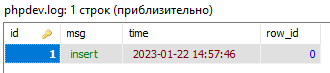 phpdev.log: 1 строк (приблизительно)
id msg time row_id
1 insert 2023-01-22 14:57:46 0